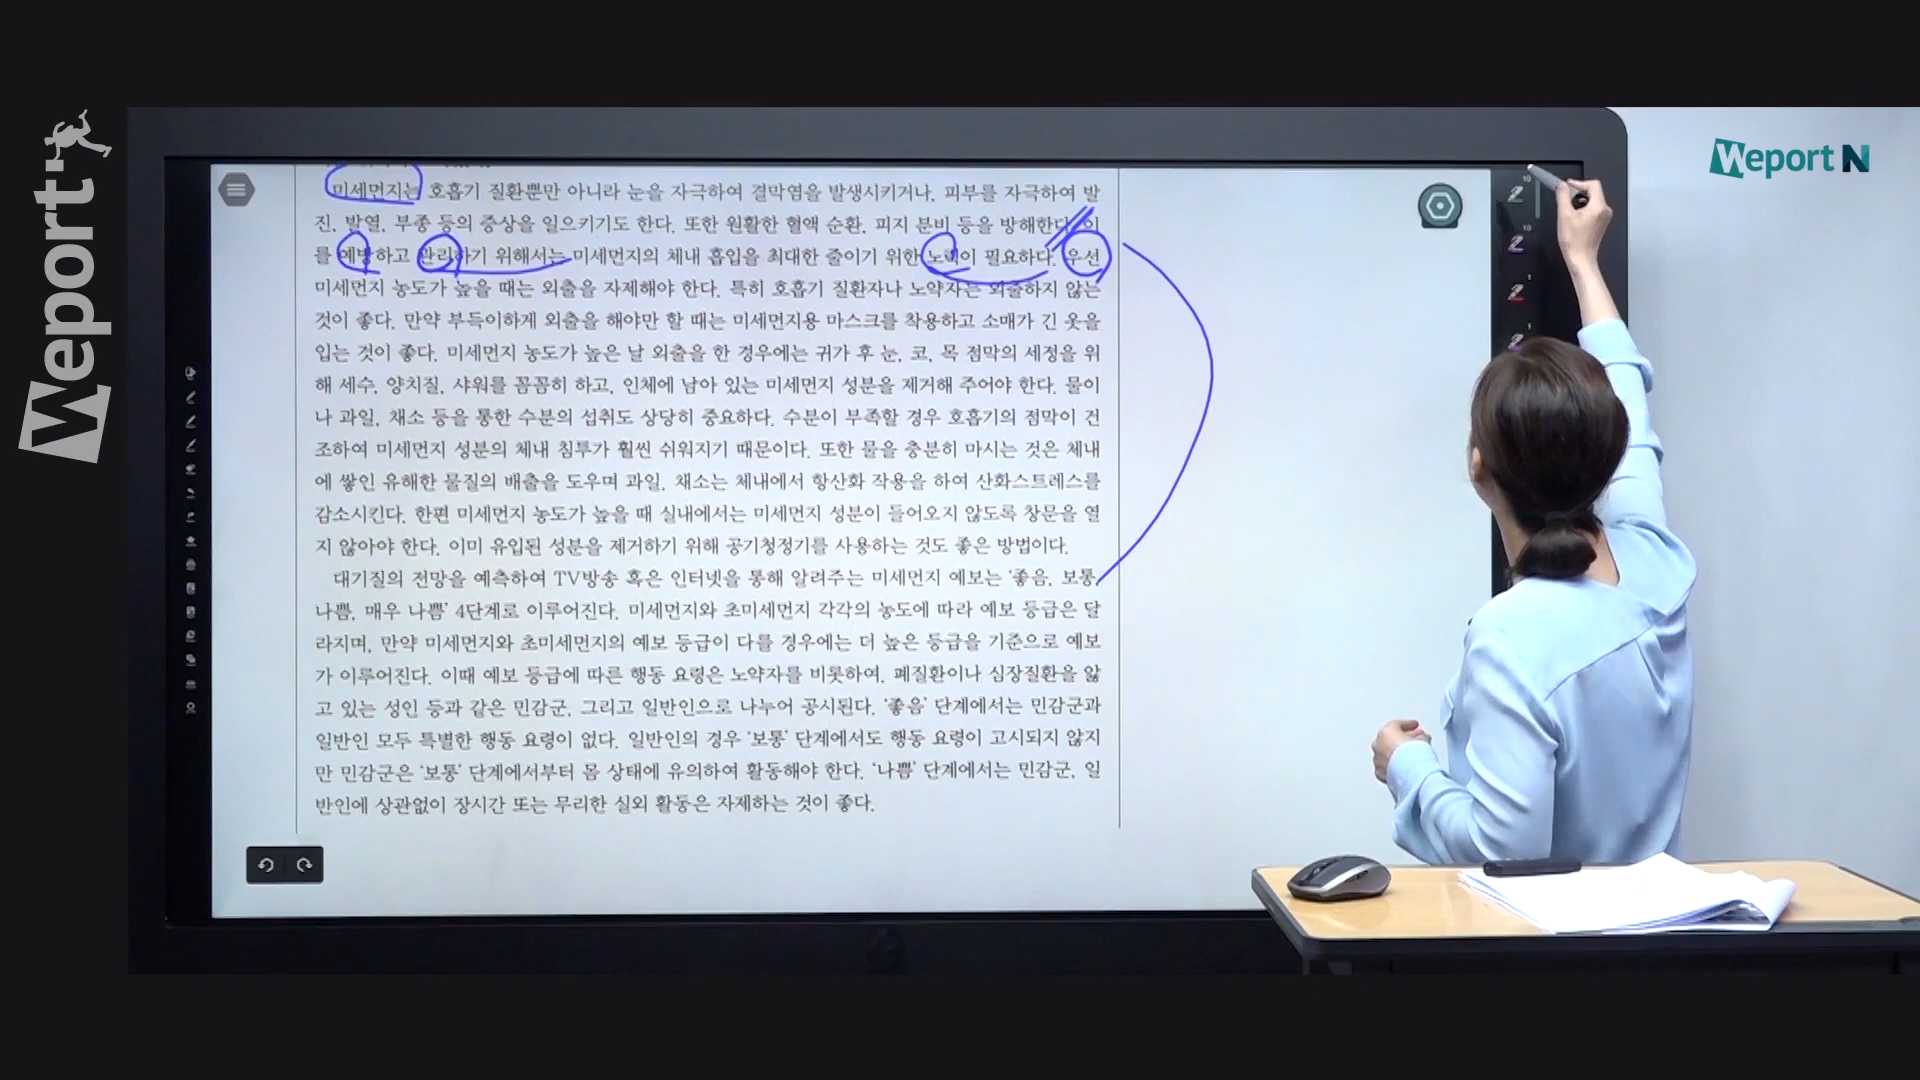 Weport
Weport N
미세먼지는 호흡기 질환뿐만 아니라 눈을 자극하여 결막염을 발생시키거나, 피부를 자극하여 발
진, 발열, 부종 등의 증상을 일으키기도 한다. 또한 원활한 혈액 순환, 피지 분비 등을 방해한다. 이
를 예방하고 관리하기 위해서는 미세먼지의 체내 흡입을 최대한 줄이기 위한 노력이 필요하다. 우선
미세먼지 농도가 높을 때는 외출을 자제해야 한다. 특히 호흡기 질환자나 노약자는 외출하지 않는
것이 좋다. 만약 부득이하게 외출을 해야만 할 때는 미세먼지용 마스크를 착용하고 소매가 긴 옷을
입는 것이 좋다. 미세먼지 농도가 높은 날 외출을 한 경우에는 귀가 후 눈, 코, 목 점막의 세정을 위
해 세수, 양치질, 샤워를 꼼꼼히 하고, 인체에 남아 있는 미세먼지 성분을 제거해 주어야 한다. 물이
나 과일, 채소 등을 통한 수분의 섭취도 상당히 중요하다. 수분이 부족할 경우 호흡기의 점막이 건
조하여 미세먼지 성분의 체내 침투가 훨씬 쉬워지기 때문이다. 또한 물을 충분히 마시는 것은 체내
에 쌓인 유해한 물질의 배출을 도우며 과일, 채소는 체내에서 항산화 작용을 하여 산화스트레스를
감소시킨다. 한편 미세먼지 농도가 높을 때 실내에서는 미세먼지 성분이 들어오지 않도록 창문을 열
지 않아야 한다. 이미 유입된 성분을 제거하기 위해 공기청정기를 사용하는 것도 좋은 방법이다.
대기질의 전망을 예측하여 TV방송 혹은 인터넷을 통해 알려주는 미세먼지 예보는 ‘좋음, 보통,
나쁨, 매우 나쁨’ 4단계로 이루어진다. 미세먼지와 초미세먼지 각각의 농도에 따라 예보 등급은 달
라지며, 만약 미세먼지와 초미세먼지의 예보 등급이 다를 경우에는 더 높은 등급을 기준으로 예보
가 이루어진다. 이때 예보 등급에 따른 행동 요령은 노약자를 비롯하여, 폐질환이나 심장질환을 앓
고 있는 성인 등과 같은 민감군, 그리고 일반인으로 나누어 공시된다. ‘좋음’ 단계에서는 민감군과
일반인 모두 특별한 행동 요령이 없다. 일반인의 경우 ‘보통’ 단계에서도 행동 요령이 고시되지 않지
만 민감군은 ‘보통’ 단계에서부터 몸 상태에 유의하여 활동해야 한다. ‘나쁨’ 단계에서는 민감군, 일
반인에 상관없이 장시간 또는 무리한 실외 활동은 자제하는 것이 좋다.